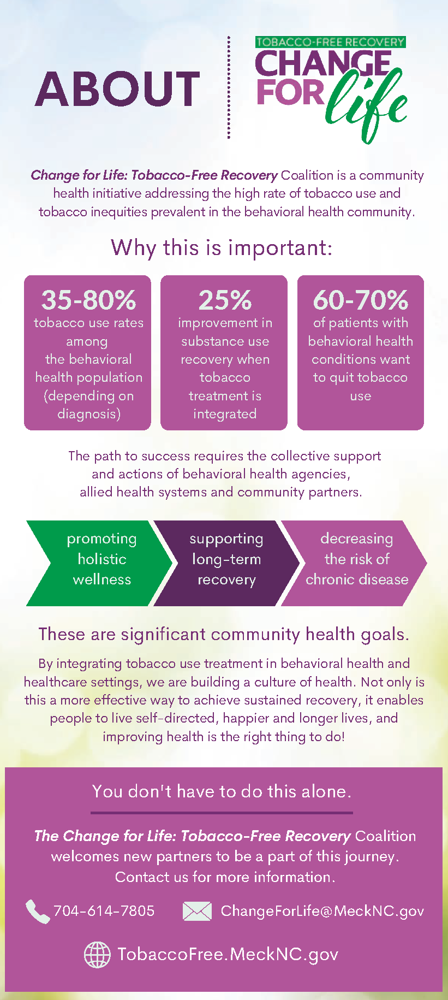 ABOUT
TOBACCO-FREE RECOVERY
CHANGE
FOR life
Change for Life: Tobacco-Free Recovery Coalition is a community
health initiative addressing the high rate of tobacco use and
tobacco inequities prevalent in the behavioral health community.
Why this is important:
35-80%
tobacco use rates
among
the behavioral
health population
(depending on
diagnosis)
25%
improvement in
substance use
recovery when
tobacco
treatment is
integrated
60-70%
of patients with
behavioral health
conditions want
to quit tobacco
use
The path to success requires the collective support
and actions of behavioral health agencies,
allied health systems and community partners.
promoting
holistic
wellness
supporting
long-term
recovery
decreasing
the risk of
chronic disease
These are significant community health goals.
By integrating tobacco use treatment in behavioral health and
healthcare settings, we are building a culture of health. Not only is
this a more effective way to achieve sustained recovery, it enables
people to live self-directed, happier and longer lives, and
improving health is the right thing to do!
You don't have to do this alone.
The Change for Life: Tobacco-Free Recovery Coalition
welcomes new partners to be a part of this journey.
Contact us for more information.
704-614-7805
ChangeForLife@MeckNC.gov
TobaccoFree.MeckNC.gov